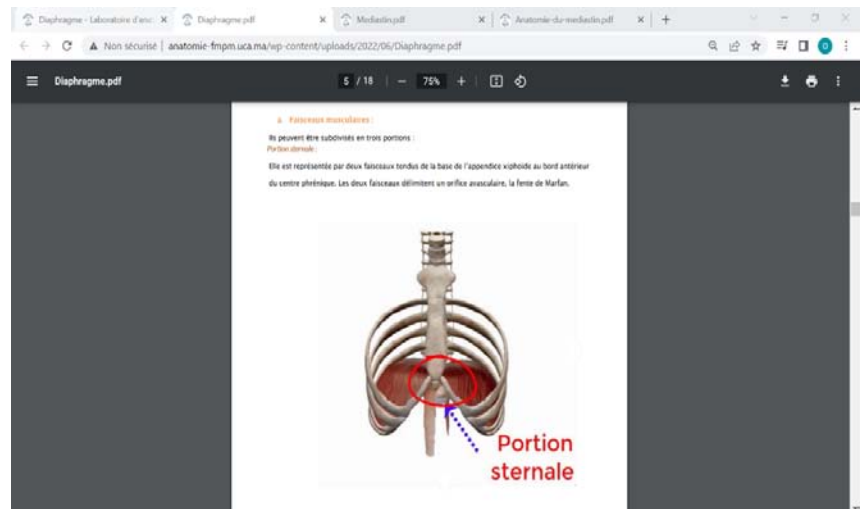 Diaphragme - Laboratoire d'anc
Diaphragme.pdf
Mediastin.pdf
Anatomie-du-mediastin.pdf
Non sécurisé | anatomie-fmpm.uca.ma/wp-content/uploads/2022/06/Diaphragme.pdf
Diaphragme.pdf
5 / 18
75%
a. Faisceaux musculaires :
Ils peuvent être subdivisés en trois portions :
Portion sternale :
Elle est représentée par deux faisceaux tendus de la base de l'appendice xiphoïde au bord antérieur
du centre phrénique. Les deux faisceaux délimitent un orifice avasculaire, la fente de Marfan.
Portion
sternale